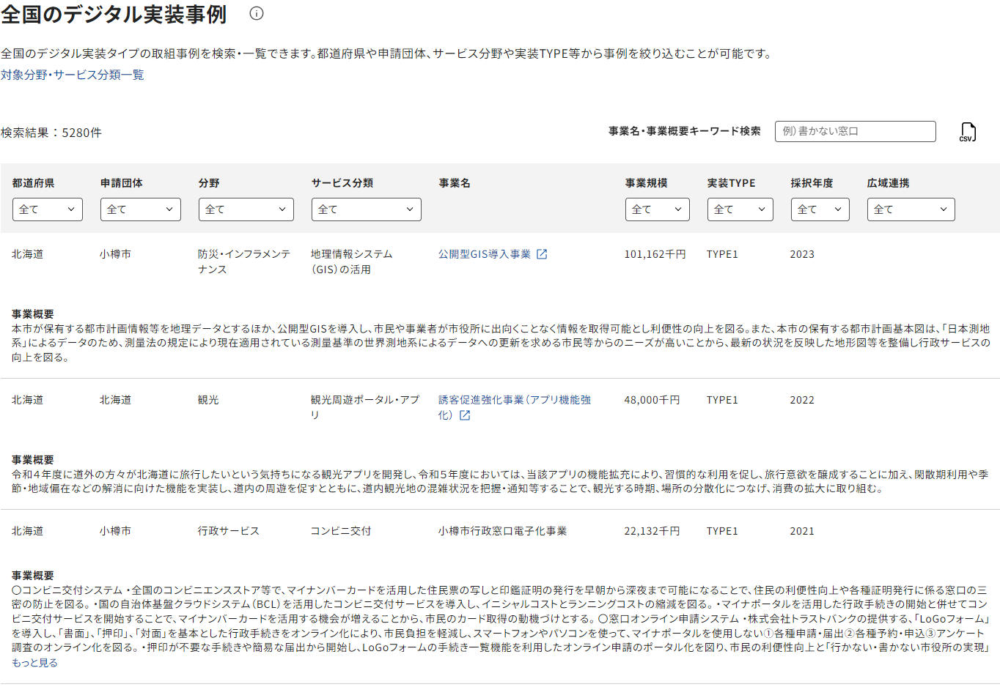 全国のデジタル実装事例
全国のデジタル実装タイプの取組事例を検索・一覧できます。都道府県や申請団体、サービス分野や実装TYPE等から事例を絞り込むことが可能です。
対象分野・サービス分類一覧
検索結果：5280件
事業名・事業概要キーワード検索
例）書かない窓口
CSV
都道府県 申請団体 分野 サービス分類 事業名 事業規模 実装TYPE 採択年度 広域連携
全て 全て 全て 全て 全て 全て 全て 全て
北海道 小樽市 防災・インフラメンテ 地理情報システム 公開型GIS導入事業 101,162千円 TYPE1 2023
ナンス （GIS）の活用
事業概要
本市が保有する都市計画情報等を地理データとするほか、公開型GISを導入し、市民や事業者が市役所に出向くことなく情報を取得可能とし利便性の向上を図る。また、本市の保有する都市計画基本図は、「日本測地
系」によるデータのため、測量法の規定により現在適用されている測量基準の世界測地系によるデータへの更新を求める市民等からのニーズが高いことから、最新の状況を反映した地形図等を整備し行政サービスの
向上を図る。
北海道 北海道 観光 観光周遊ポータル・アプ 誘客促進強化事業（アプリ機能強 48,000千円 TYPE1 2022
リ 化）
事業概要
令和４年度に道外の方々が北海道に旅行したいという気持ちになる観光アプリを開発し、令和５年度においては、当該アプリの機能拡充により、習慣的な利用を促し、旅行意欲を醸成することに加え、閑散期利用や季
節・地域偏在などの解消に向けた機能を実装し、道内の周遊を促すとともに、道内観光地の混雑状況を把握・通知等することで、観光する時期、場所の分散化につなげ、消費の拡大に取り組む。
北海道 小樽市 行政サービス コンビニ交付 小樽市行政窓口電子化事業 22,132千円 TYPE1 2021
事業概要
〇コンビニ交付システム ・全国のコンビニエンスストア等で、マイナンバーカードを活用した住民票の写しと印鑑証明の発行を早朝から深夜まで可能になることで、住民の利便性向上や各種証明発行に係る窓口の三
密の防止を図る。 ・国の自治体基盤クラウドシステム（BCL）を活用したコンビニ交付サービスを導入し、イニシャルコストとランニングコストの縮減を図る。 ・マイナポータルを活用した行政手続きの開始と併せてコン
ビニ交付サービスを開始することで、マイナンバーカードを活用する機会が増えることから、市民のカード取得の動機づけとする。 〇窓口オンライン申請システム ・株式会社トラストバンクの提供する、「LoGoフォーム」
を導入し、「書面」、「押印」、「対面」を基本とした行政手続きをオンライン化により、市民負担を軽減し、スマートフォンやパソコンを使って、マイナポータルを使用しない①各種申請・届出②各種予約・申込③アンケート
調査のオンライン化を図る。 ・押印が不要な手続きや簡易な届出から開始し、LoGoフォームの手続き一覧機能を利用したオンライン申請のポータル化を図り、市民の利便性向上と「行かない・書かない市役所の実現」
もっと見る